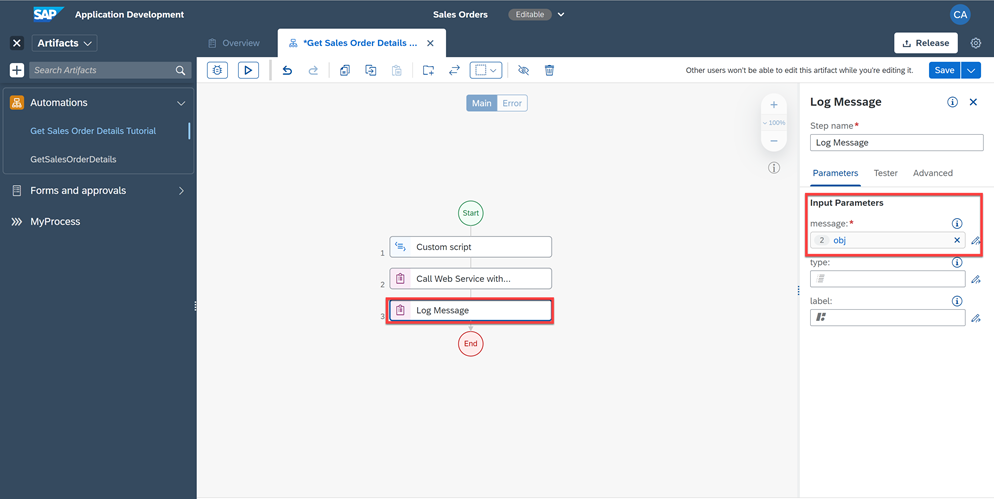 SAP Application Development
Sales Orders Editable
CA
Artifacts
Overview
*Get Sales Order Details ...
Release
Search Artifacts
Other users won't be able to edit this artifact while you're editing it.
Save
Automations
Get Sales Order Details Tutorial
GetSalesOrderDetails
Forms and approvals
MyProcess
Main Error
100%
Start
1 Custom script
2 Call Web Service with...
3 Log Message
End
Log Message
Step name*
Log Message
Parameters Tester Advanced
Input Parameters
message:*
2 obj
type:
label: